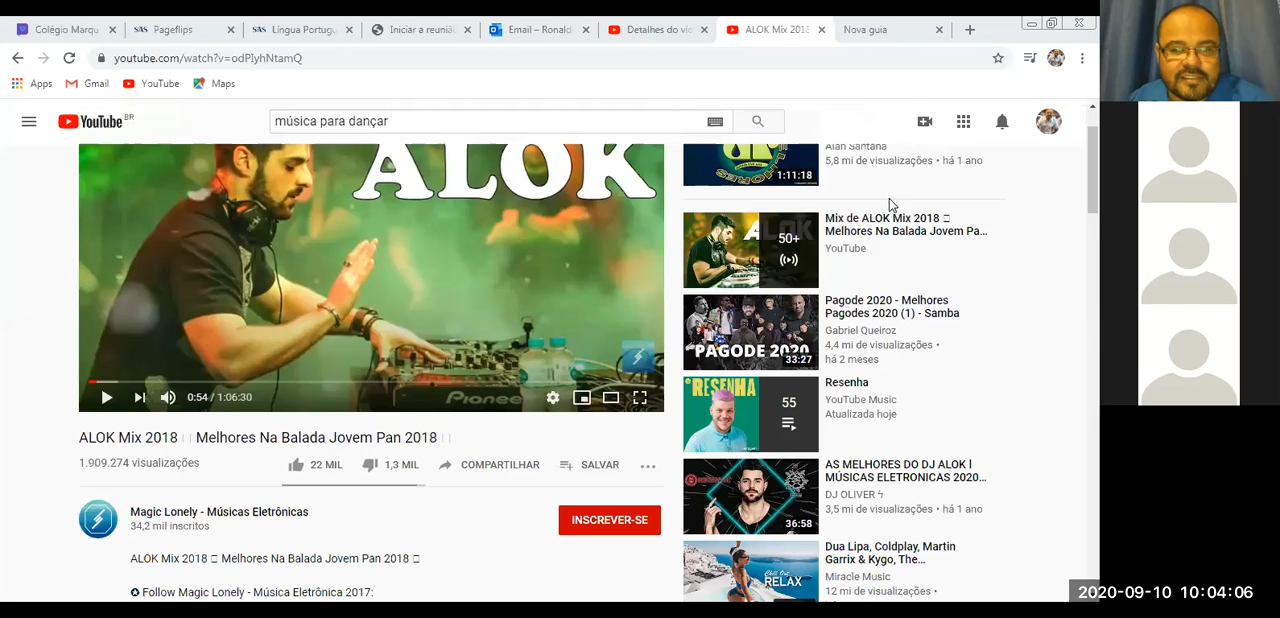 Colégio Marqu
SAS Pageflips
SAS Língua Portugu
Iniciar a reunião
Email – Ronald
Detalhes do víd
ALOK Mix 2018
Nova guia
youtube.com/watch?v=odPIyhNtamQ
Apps
Gmail
YouTube
Maps
YouTube BR
música para dançar
ALOK
Pioneer
0:54 / 1:06:30
ALOK Mix 2018 Melhores Na Balada Jovem Pan 2018
1.909.274 visualizações
22 MIL
1,3 MIL
COMPARTILHAR
SALVAR
Magic Lonely - Músicas Eletrônicas
34,2 mil inscritos
INSCREVER-SE
ALOK Mix 2018 Melhores Na Balada Jovem Pan 2018
✪ Follow Magic Lonely - Música Eletrônica 2017:
1:11:18
Alan Santana
5,8 mi de visualizações • há 1 ano
50+
Mix de ALOK Mix 2018
Melhores Na Balada Jovem Pa...
YouTube
PAGODE 2020
33:27
Pagode 2020 - Melhores
Pagodes 2020 (1) - Samba
Gabriel Queiroz
4,4 mi de visualizações •
há 2 meses
RESENHA
55
Resenha
YouTube Music
Atualizada hoje
36:58
AS MELHORES DO DJ ALOK l
MÚSICAS ELETRONICAS 2020...
DJ OLIVER ϟ
3,5 mi de visualizações • há 1 ano
CHILL OUT
RELAX
Dua Lipa, Coldplay, Martin
Garrix & Kygo, The...
Miracle Music
12 mi de visualizações •
2020-09-10 10:04:06